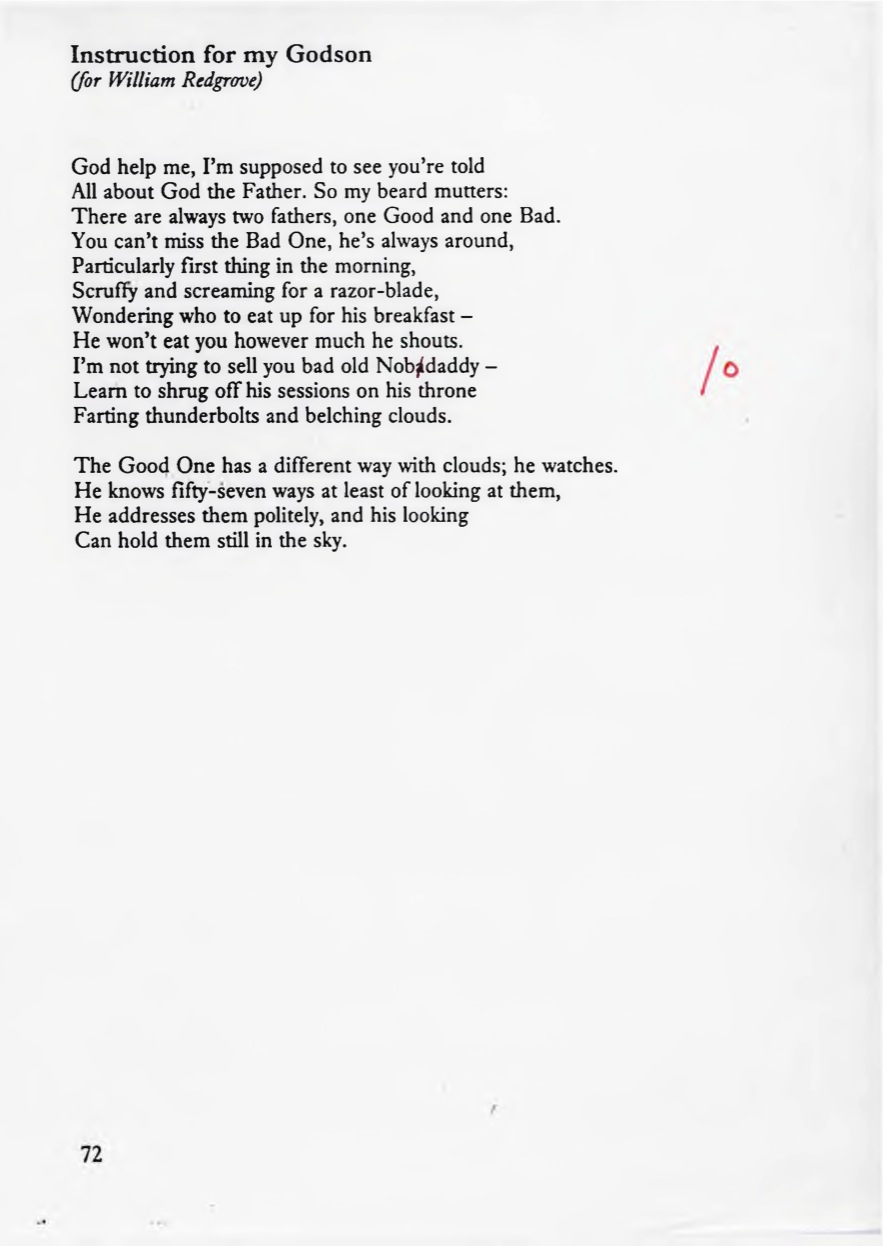 Instruction for my Godson
(for William Redgrove)
God help me, I'm supposed to see you're told
All about God the Father. So my beard mutters:
There are always two fathers, one Good and one Bad.
You can't miss the Bad One, he's always around,
Particularly first thing in the morning,
Scruffy and screaming for a razor-blade,
Wondering who to eat up for his breakfast –
He won't eat you however much he shouts.
I'm not trying to sell you bad old Nobadaddy – /o
Learn to shrug off his sessions on his throne
Farting thunderbolts and belching clouds.
The Good One has a different way with clouds; he watches.
He knows fifty-seven ways at least of looking at them,
He addresses them politely, and his looking
Can hold them still in the sky.
72